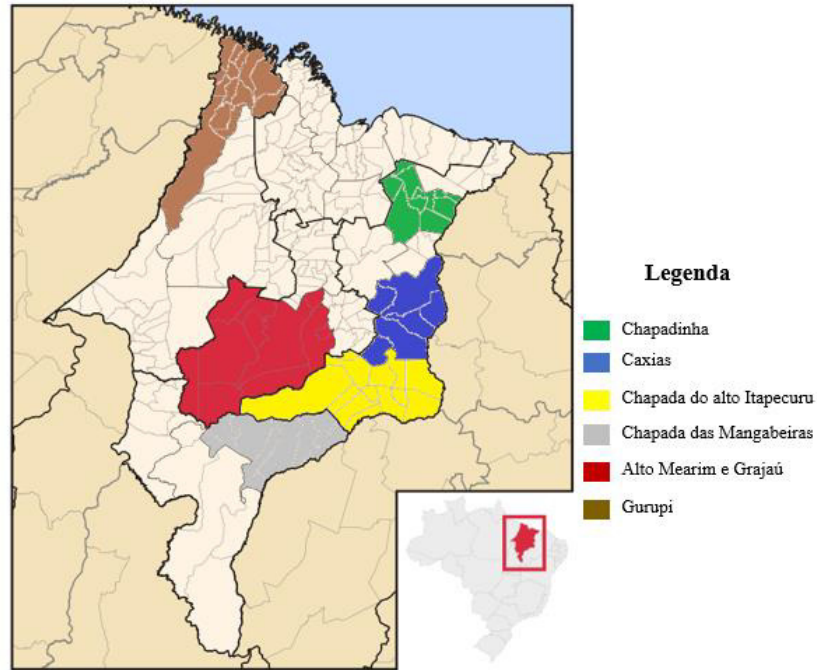 Legenda
Chapadinha
Caxias
Chapada do alto Itapecuru
Chapada das Mangabeiras
Alto Mearim e Grajaú
Gurupi